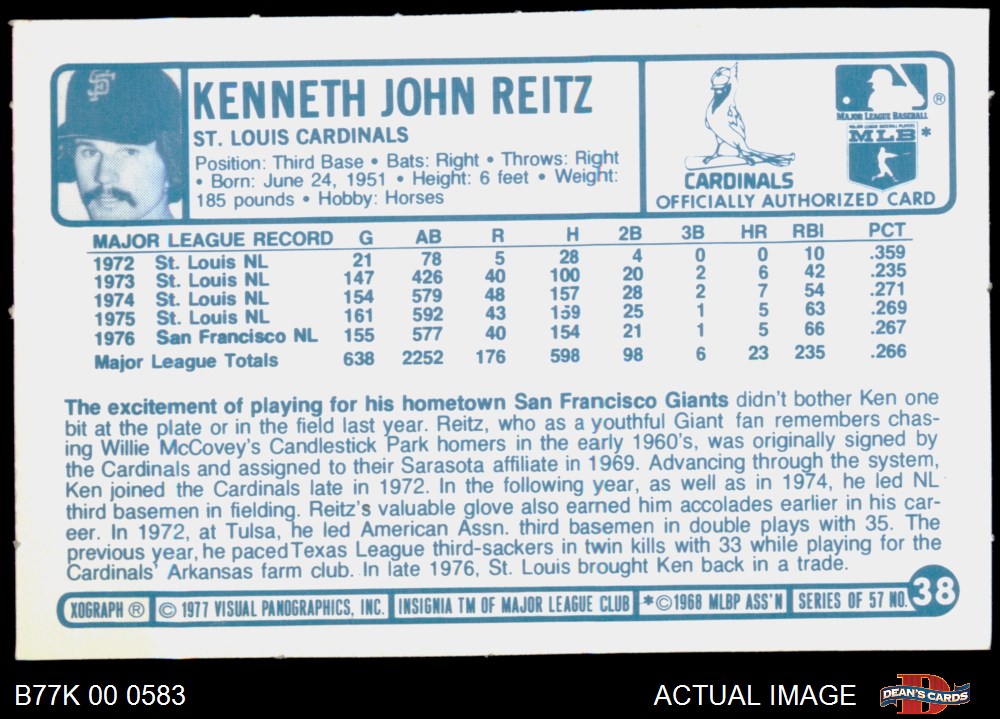 SF
KENNETH JOHN REITZ
ST. LOUIS CARDINALS
Position: Third Base • Bats: Right • Throws: Right
• Born: June 24, 1951 • Height: 6 feet • Weight:
185 pounds • Hobby: Horses
CARDINALS
MAJOR LEAGUE BASEBALL
®
MAJOR LEAGUE BASEBALL PLAYERS
MLB*
OFFICIALLY AUTHORIZED CARD
MAJOR LEAGUE RECORD G AB R H 2B 3B HR RBI PCT
1972 St. Louis NL 21 78 5 28 4 0 0 10 .359
1973 St. Louis NL 147 426 40 100 20 2 6 42 .235
1974 St. Louis NL 154 579 48 157 28 2 7 54 .271
1975 St. Louis NL 161 592 43 159 25 1 5 63 .269
1976 San Francisco NL 155 577 40 154 21 1 5 66 .267
Major League Totals 638 2252 176 598 98 6 23 235 .266
The excitement of playing for his hometown San Francisco Giants didn't bother Ken one
bit at the plate or in the field last year. Reitz, who as a youthful Giant fan remembers chas-
ing Willie McCovey's Candlestick Park homers in the early 1960's, was originally signed by
the Cardinals and assigned to their Sarasota affiliate in 1969. Advancing through the system,
Ken joined the Cardinals late in 1972. In the following year, as well as in 1974, he led NL
third basemen in fielding. Reitz's valuable glove also earned him accolades earlier in his car-
eer. In 1972, at Tulsa, he led American Assn. third basemen in double plays with 35. The
previous year, he paced Texas League third-sackers in twin kills with 33 while playing for the
Cardinals' Arkansas farm club. In late 1976, St. Louis brought Ken back in a trade.
XOGRAPH ® © 1977 VISUAL PANOGRAPHICS, INC. INSIGNIA TM OF MAJOR LEAGUE CLUB *©1968 MLBP ASS'N SERIES OF 57 NO. 38
B77K 00 0583 ACTUAL IMAGE DEAN'S CARDS